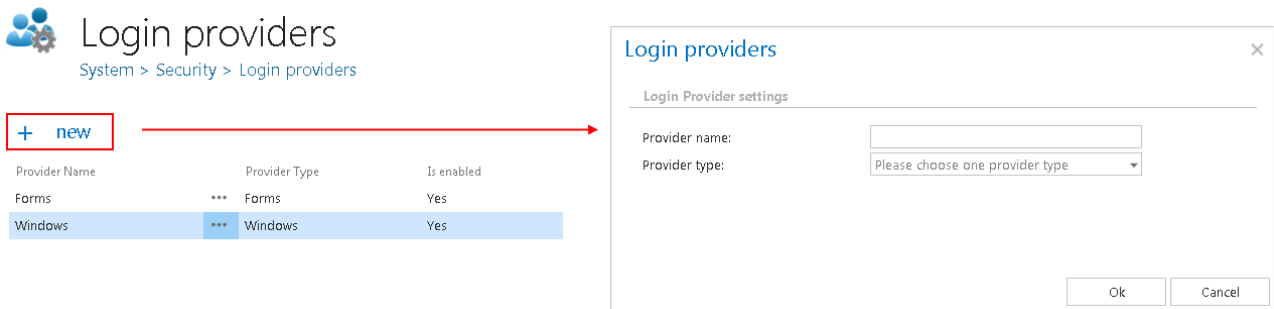 Login providers
System > Security > Login providers
+ new
Provider Name Provider Type Is enabled
Forms ••• Forms Yes
Windows ••• Windows Yes
Login providers ×
Login Provider settings
Provider name:
Provider type: Please choose one provider type
Ok Cancel